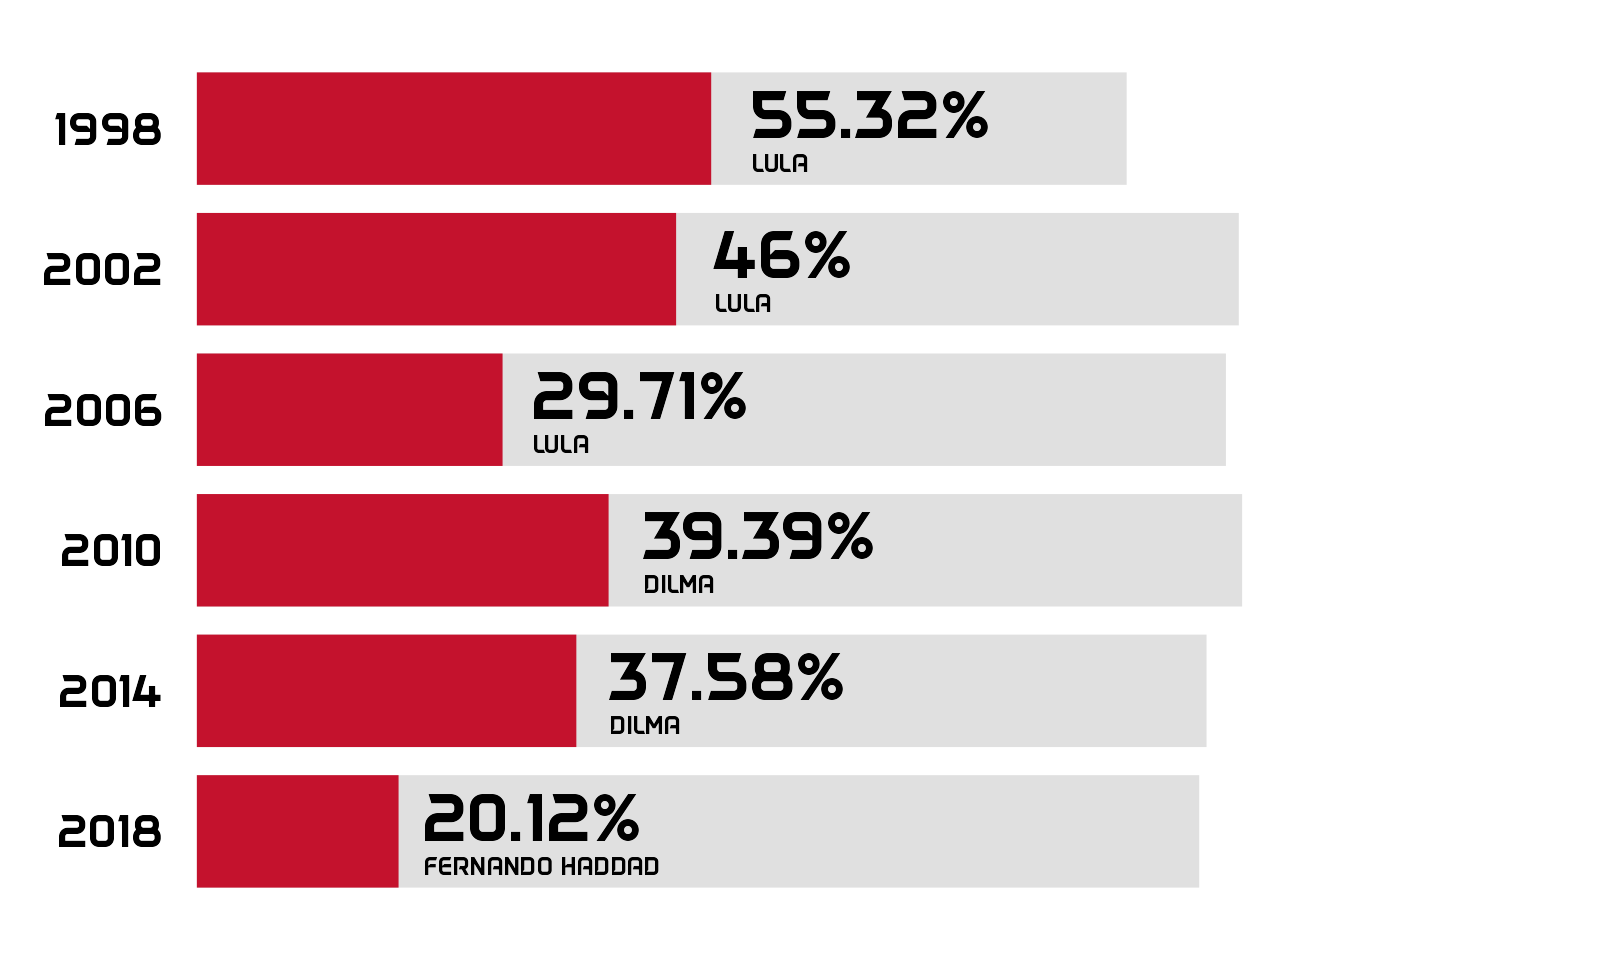 1998
55.32%
LULA
2002
46%
LULA
2006
29.71%
LULA
2010
39.39%
DILMA
2014
37.58%
DILMA
2018
20.12%
FERNANDO HADDAD